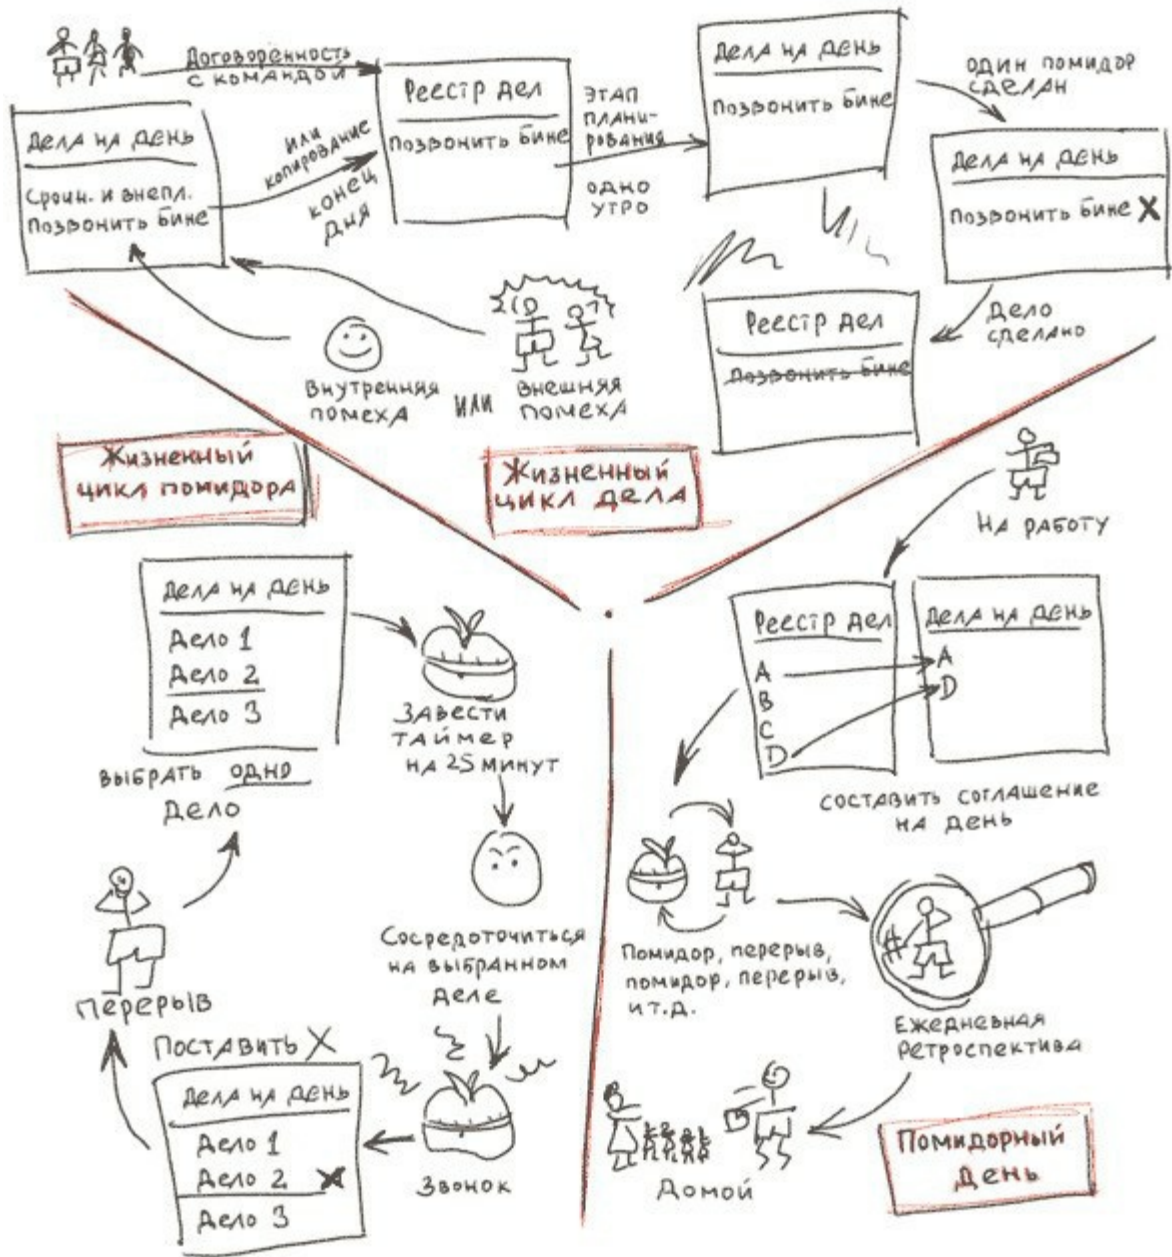 Договоренность
с командой
Дела на день
Срочн. и внепл.
Позвонить Бине
или
копирование
конец
дня
Реестр дел
Позвонить Бине
этап
плани-
рования
одно
утро
Дела на день
Позвонить Бине
один помидор
сделан
Дела на день
Позвонить Бине X
Дело
сделано
Реестр дел
Позвонить Бине
Внутренняя
помеха
или
Внешняя
помеха
Жизненный
цикл дела
Жизненный
цикл помидора
Дела на день
Дело 1
Дело 2
Дело 3
выбрать одно
дело
Завести
таймер
на 25 минут
Сосредоточиться
на выбранном
деле
Звонок
Поставить X
Дела на день
Дело 1
Дело 2 X
Дело 3
Перерыв
На работу
Реестр дел
A
B
C
D
Дела на день
A
D
составить соглашение
на день
Помидор, перерыв,
помидор, перерыв,
и т.д.
Ежедневная
ретроспектива
Домой
Помидорный
день